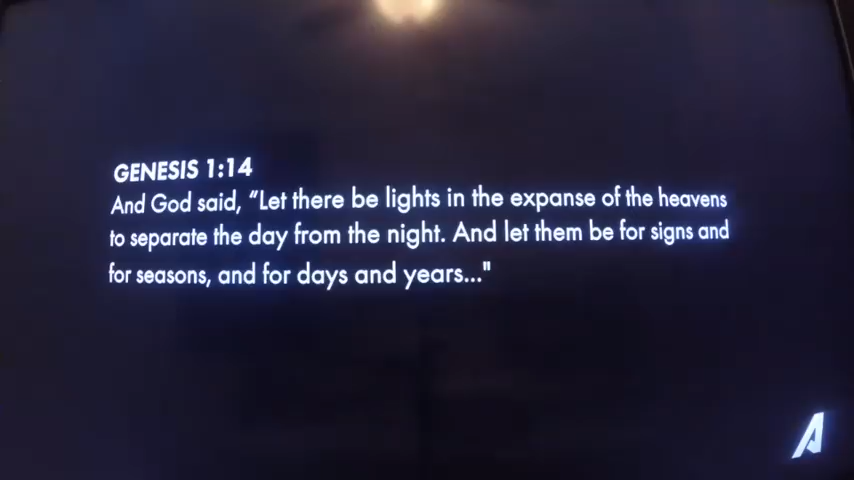 GENESIS 1:14
And God said, “Let there be lights in the expanse of the heavens
to separate the day from the night. And let them be for signs and
for seasons, and for days and years..."
A